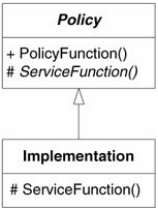 Policy
+ PolicyFunction()
# ServiceFunction()
Implementation
# ServiceFunction()